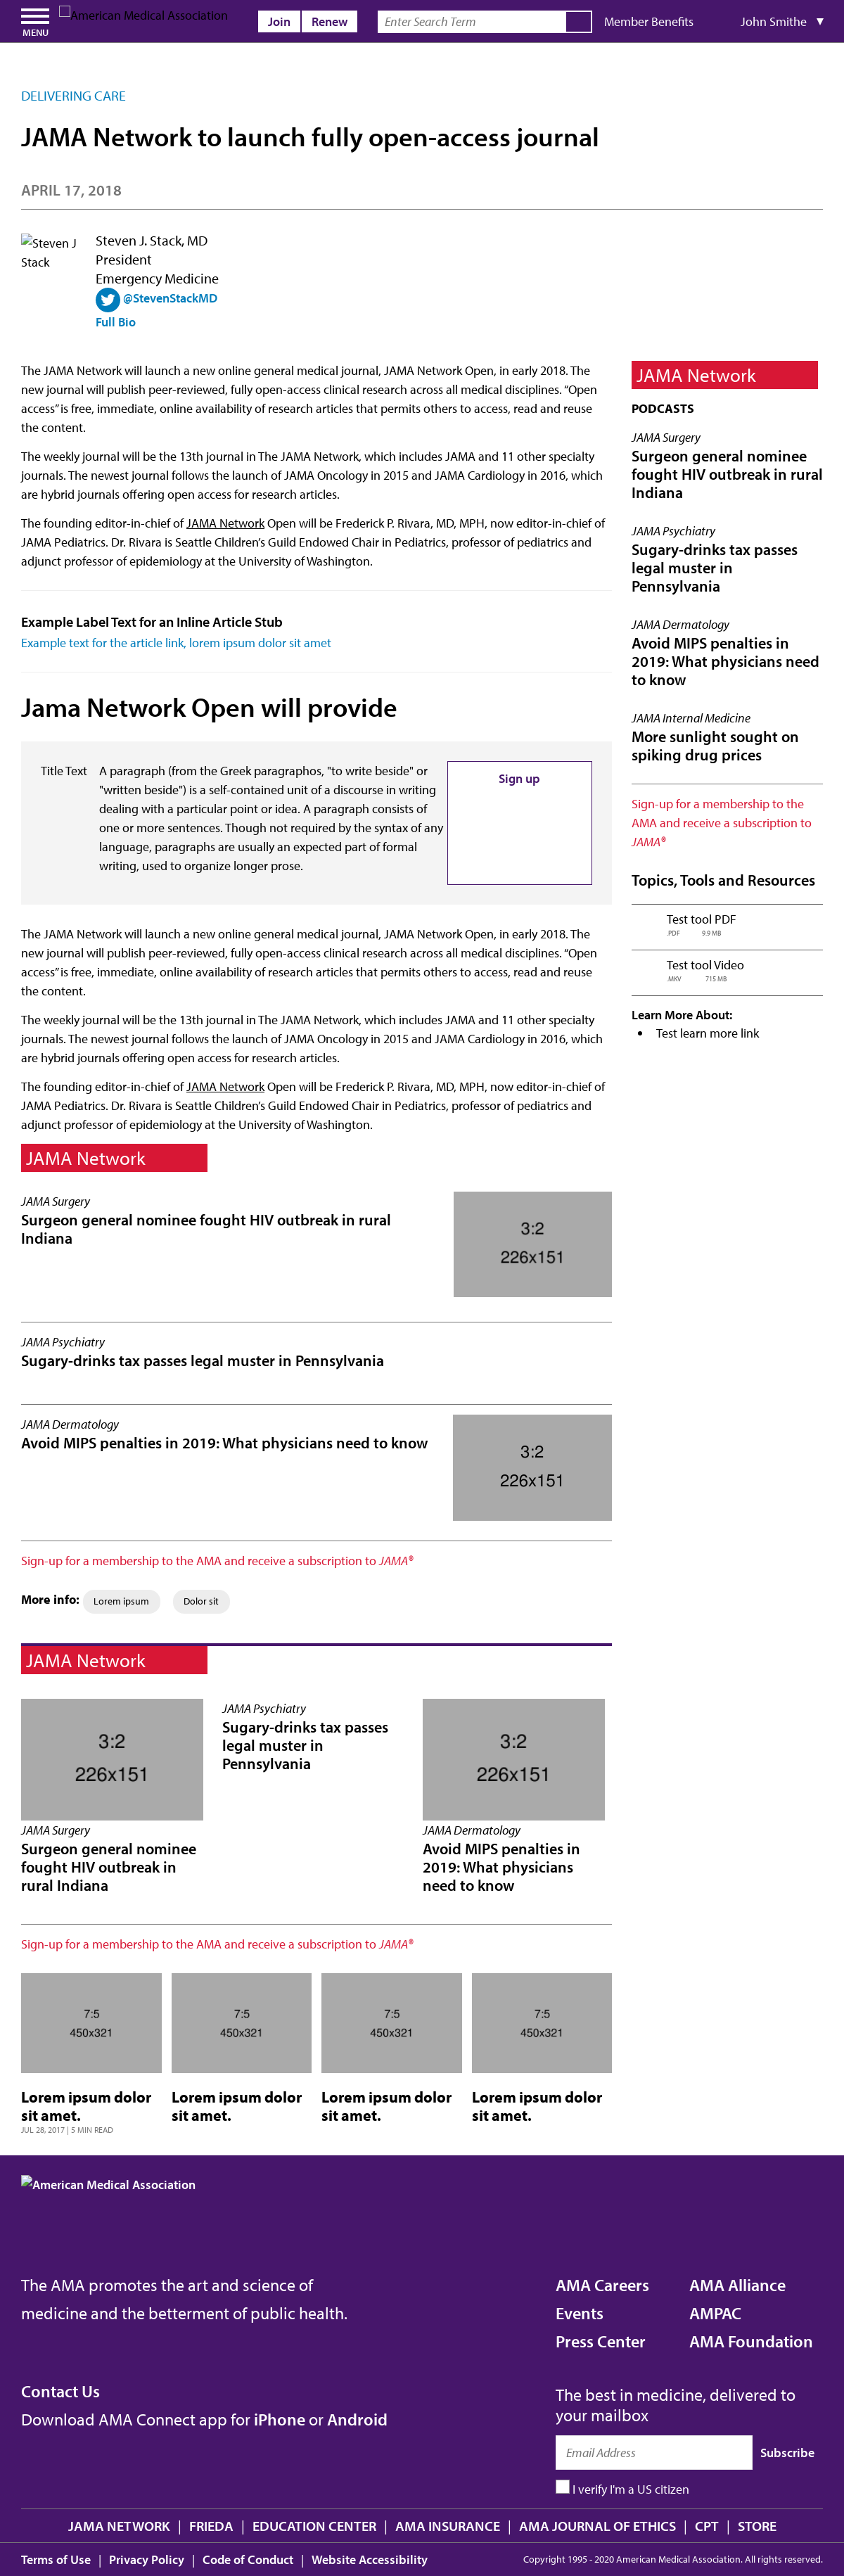 MENU
American Medical Association
Join
Renew
Enter Search Term
Member Benefits
John Smithe ▼
DELIVERING CARE
JAMA Network to launch fully open-access journal
APRIL 17, 2018
Steven J
Stack
Steven J. Stack, MD
President
Emergency Medicine
@StevenStackMD
Full Bio
The JAMA Network will launch a new online general medical journal, JAMA Network Open, in early 2018. The
new journal will publish peer-reviewed, fully open-access clinical research across all medical disciplines. “Open
access” is free, immediate, online availability of research articles that permits others to access, read and reuse
the content.
The weekly journal will be the 13th journal in The JAMA Network, which includes JAMA and 11 other specialty
journals. The newest journal follows the launch of JAMA Oncology in 2015 and JAMA Cardiology in 2016, which
are hybrid journals offering open access for research articles.
The founding editor-in-chief of JAMA Network Open will be Frederick P. Rivara, MD, MPH, now editor-in-chief of
JAMA Pediatrics. Dr. Rivara is Seattle Children’s Guild Endowed Chair in Pediatrics, professor of pediatrics and
adjunct professor of epidemiology at the University of Washington.
Example Label Text for an Inline Article Stub
Example text for the article link, lorem ipsum dolor sit amet
Jama Network Open will provide
Title Text
A paragraph (from the Greek paragraphos, "to write beside" or
"written beside") is a self-contained unit of a discourse in writing
dealing with a particular point or idea. A paragraph consists of
one or more sentences. Though not required by the syntax of any
language, paragraphs are usually an expected part of formal
writing, used to organize longer prose.
Sign up
The JAMA Network will launch a new online general medical journal, JAMA Network Open, in early 2018. The
new journal will publish peer-reviewed, fully open-access clinical research across all medical disciplines. “Open
access” is free, immediate, online availability of research articles that permits others to access, read and reuse
the content.
The weekly journal will be the 13th journal in The JAMA Network, which includes JAMA and 11 other specialty
journals. The newest journal follows the launch of JAMA Oncology in 2015 and JAMA Cardiology in 2016, which
are hybrid journals offering open access for research articles.
The founding editor-in-chief of JAMA Network Open will be Frederick P. Rivara, MD, MPH, now editor-in-chief of
JAMA Pediatrics. Dr. Rivara is Seattle Children’s Guild Endowed Chair in Pediatrics, professor of pediatrics and
adjunct professor of epidemiology at the University of Washington.
JAMA Network
JAMA Surgery
Surgeon general nominee fought HIV outbreak in rural
Indiana
3:2
226x151
JAMA Psychiatry
Sugary-drinks tax passes legal muster in Pennsylvania
JAMA Dermatology
Avoid MIPS penalties in 2019: What physicians need to know
3:2
226x151
Sign-up for a membership to the AMA and receive a subscription to JAMA®
More info:
Lorem ipsum
Dolor sit
JAMA Network
3:2
226x151
JAMA Surgery
Surgeon general nominee
fought HIV outbreak in
rural Indiana
JAMA Psychiatry
Sugary-drinks tax passes
legal muster in
Pennsylvania
3:2
226x151
JAMA Dermatology
Avoid MIPS penalties in
2019: What physicians
need to know
Sign-up for a membership to the AMA and receive a subscription to JAMA®
7:5
450x321
Lorem ipsum dolor
sit amet.
JUL 28, 2017 | 5 MIN READ
7:5
450x321
Lorem ipsum dolor
sit amet.
7:5
450x321
Lorem ipsum dolor
sit amet.
7:5
450x321
Lorem ipsum dolor
sit amet.
JAMA Network
PODCASTS
JAMA Surgery
Surgeon general nominee
fought HIV outbreak in rural
Indiana
JAMA Psychiatry
Sugary-drinks tax passes
legal muster in
Pennsylvania
JAMA Dermatology
Avoid MIPS penalties in
2019: What physicians need
to know
JAMA Internal Medicine
More sunlight sought on
spiking drug prices
Sign-up for a membership to the
AMA and receive a subscription to
JAMA®
Topics, Tools and Resources
Test tool PDF
.PDF 9.9 MB
Test tool Video
.MKV 715 MB
Learn More About:
• Test learn more link
American Medical Association
The AMA promotes the art and science of
medicine and the betterment of public health.
Contact Us
Download AMA Connect app for iPhone or Android
AMA Careers
Events
Press Center
AMA Alliance
AMPAC
AMA Foundation
The best in medicine, delivered to
your mailbox
Email Address
Subscribe
I verify I'm a US citizen
JAMA NETWORK | FRIEDA | EDUCATION CENTER | AMA INSURANCE | AMA JOURNAL OF ETHICS | CPT | STORE
Terms of Use | Privacy Policy | Code of Conduct | Website Accessibility
Copyright 1995 - 2020 American Medical Association. All rights reserved.